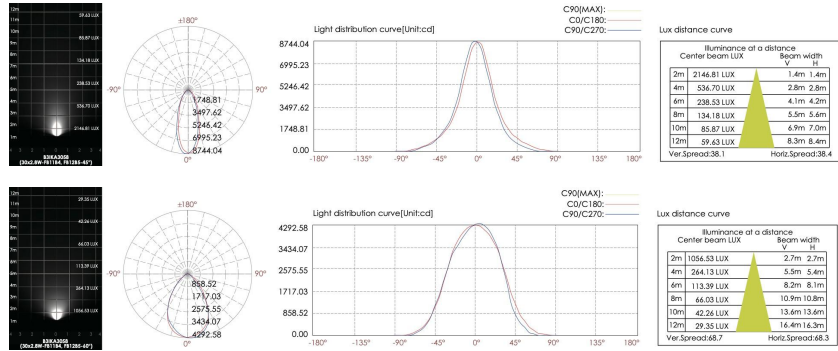 12m
59.63 LUX
11m
10m
85.87 LUX
9m
8m
134.18 LUX
7m
6m
238.53 LUX
5m
4m
536.70 LUX
3m
2m
2146.81 LUX
1m
B3IKA3058
(30x2.8W-FB1184, FB1285-45°)
±180°
-90°
90°
1748.81
3497.62
5246.42
6995.23
8744.04
0°
C90(MAX):
C0/C180:
C90/C270:
Light distribution curve[Unit:cd]
8744.04
6995.23
5246.42
3497.62
1748.81
0.00
-180° -135° -90° -45° 0° 45° 90° 135° 180°
Lux distance curve
Illuminance at a distance
Center beam LUX Beam width
V H
2m 2146.81 LUX 1.4m 1.4m
4m 536.70 LUX 2.8m 2.8m
6m 238.53 LUX 4.1m 4.2m
8m 134.18 LUX 5.5m 5.6m
10m 85.87 LUX 6.9m 7.0m
12m 59.63 LUX 8.3m 8.4m
Ver.Spread:38.1 Horiz.Spread:38.4
12m
29.35 LUX
11m
10m
42.26 LUX
9m
8m
66.03 LUX
7m
6m
113.39 LUX
5m
4m
264.13 LUX
3m
2m
1056.53 LUX
1m
B3IKA3058
(30x2.8W-FB1184, FB1285-60°)
±180°
-90°
90°
858.52
1717.03
2575.55
3434.07
4292.58
0°
C90(MAX):
C0/C180:
C90/C270:
Light distribution curve[Unit:cd]
4292.58
3434.07
2575.55
1717.03
858.52
0.00
-180° -135° -90° -45° 0° 45° 90° 135° 180°
Lux distance curve
Illuminance at a distance
Center beam LUX Beam width
V H
2m 1056.53 LUX 2.7m 2.7m
4m 264.13 LUX 5.5m 5.4m
6m 113.39 LUX 8.2m 8.1m
8m 66.03 LUX 10.9m 10.8m
10m 42.26 LUX 13.6m 13.6m
12m 29.35 LUX 16.4m 16.3m
Ver.Spread:68.7 Horiz.Spread:68.3